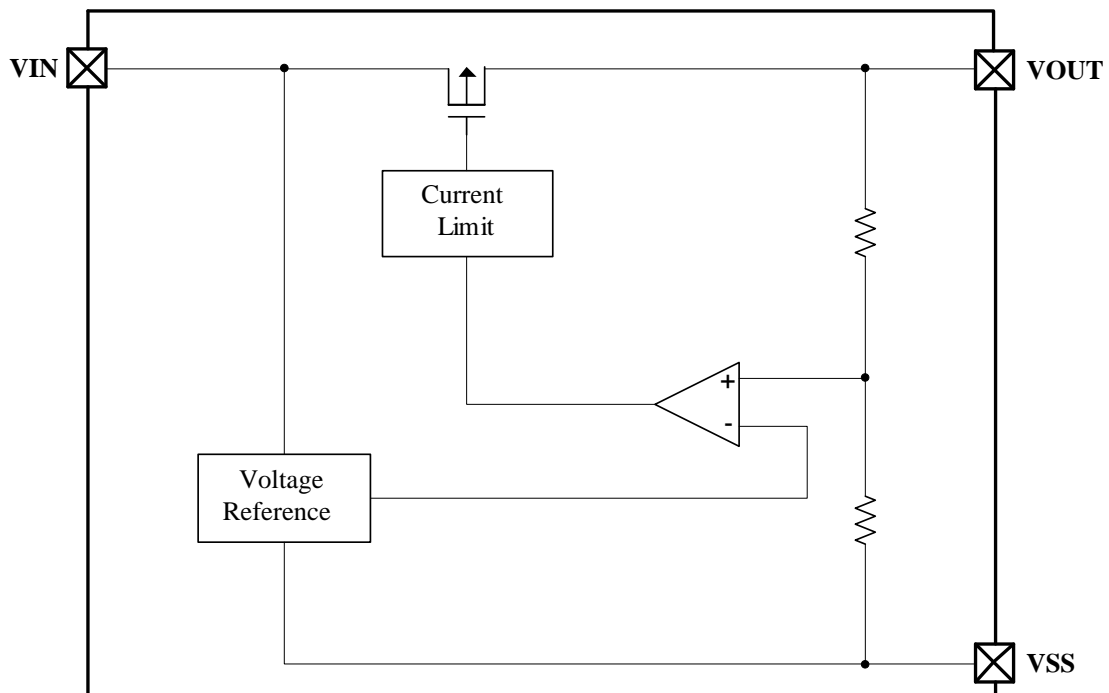 VIN
VOUT
Current
Limit
+
-
Voltage
Reference
VSS